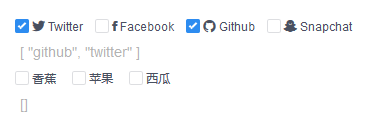 Twitter Facebook Github Snapchat
[ "github", "twitter" ]
香蕉 苹果 西瓜
[]